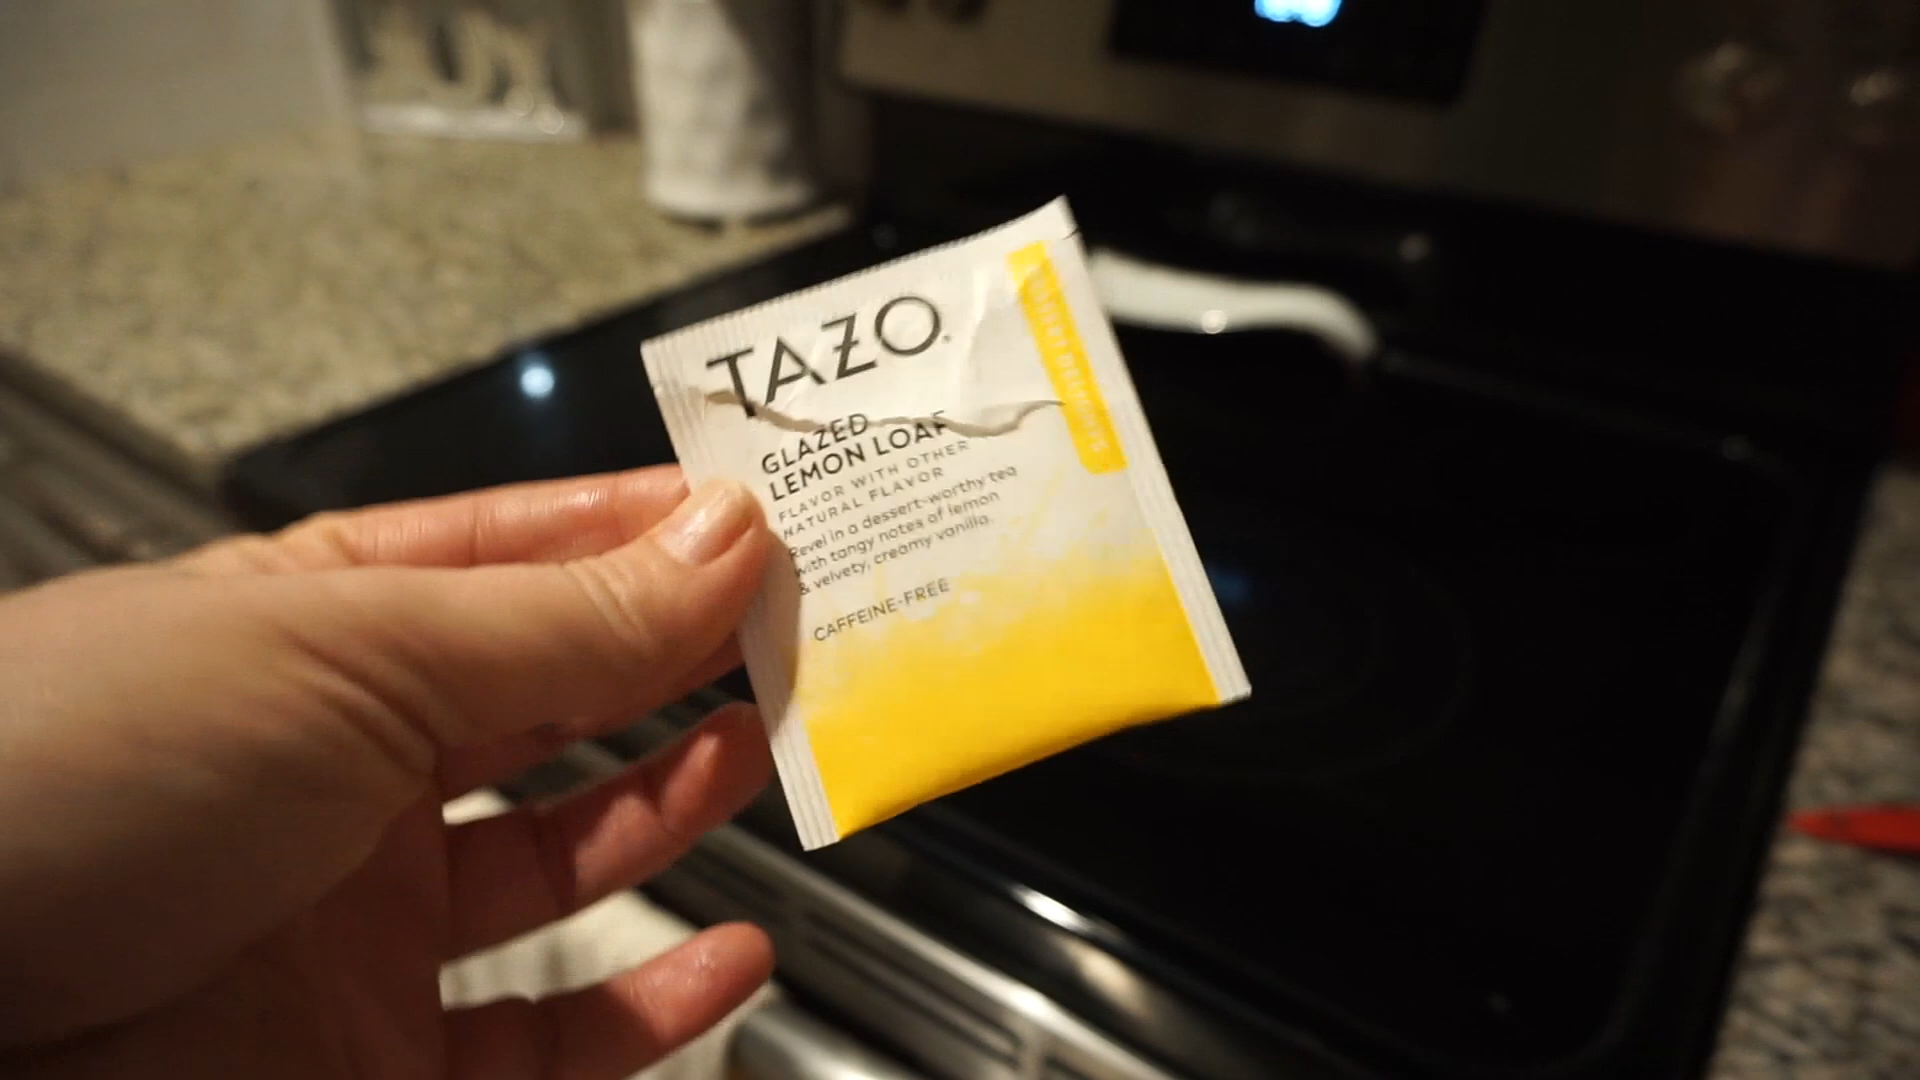 TAZO
GLAZED
LEMON LOAF
FLAVOR WITH OTHER
NATURAL FLAVOR
Revel in a dessert-worthy tea
with tangy notes of lemon
& velvety, creamy vanilla.
CAFFEINE-FREE